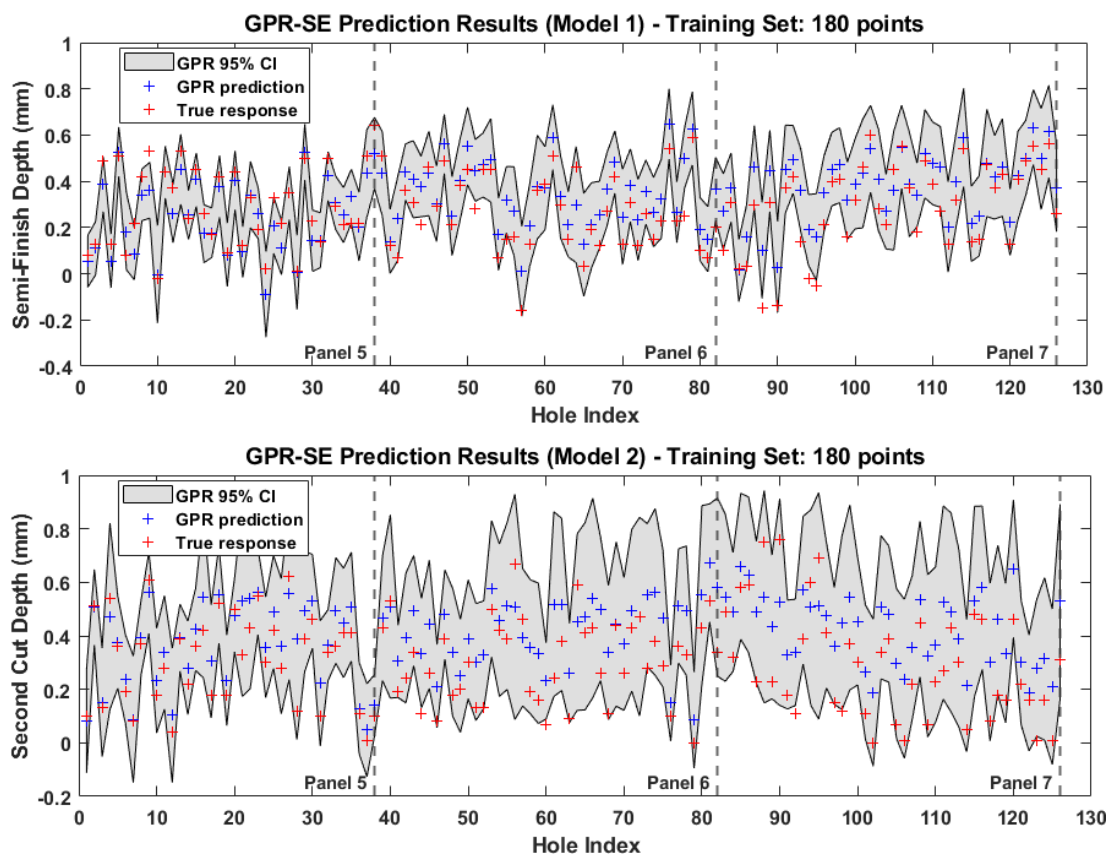 GPR-SE Prediction Results (Model 1) - Training Set: 180 points
1
0.8
0.6
0.4
0.2
0
-0.2
-0.4
Semi-Finish Depth (mm)
GPR 95% CI
GPR prediction
True response
Panel 5
Panel 6
Panel 7
0 10 20 30 40 50 60 70 80 90 100 110 120 130
Hole Index
GPR-SE Prediction Results (Model 2) - Training Set: 180 points
1
0.8
0.6
0.4
0.2
0
-0.2
Second Cut Depth (mm)
GPR 95% CI
GPR prediction
True response
Panel 5
Panel 6
Panel 7
0 10 20 30 40 50 60 70 80 90 100 110 120 130
Hole Index